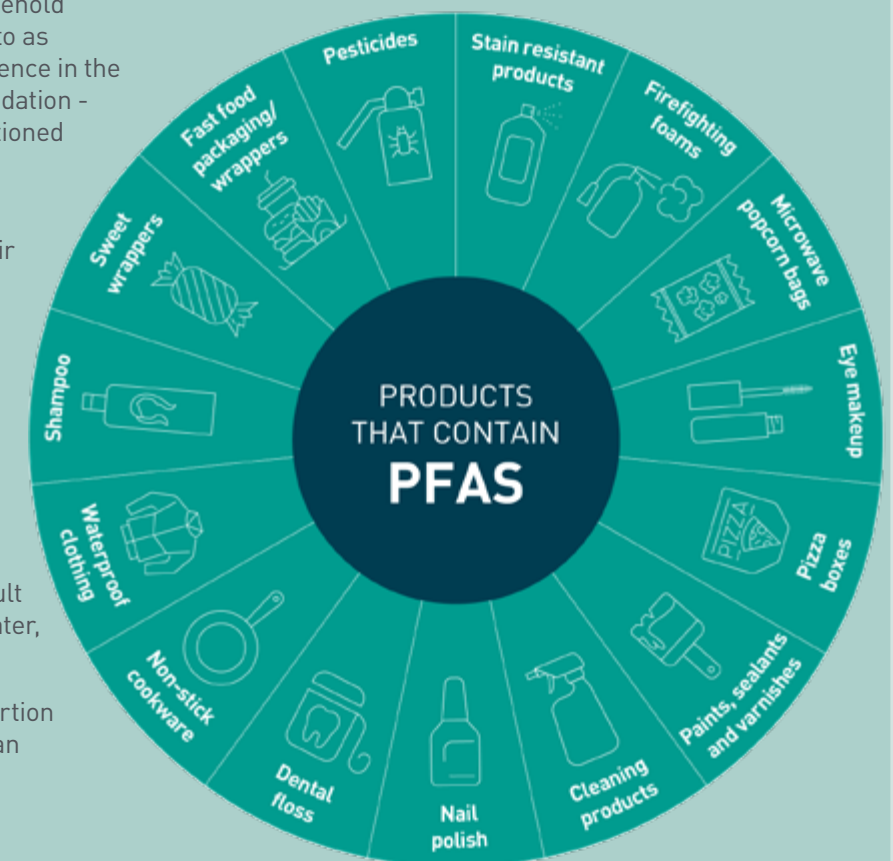 ehold
to as
ence in the
dation -
tioned
ir
ult
ter,
rtion
an
PRODUCTS
THAT CONTAIN
PFAS
Stain resistant
products
Firefighting
foams
Microwave
popcorn bags
Eye makeup
Pizza
boxes
PIZZA
Paints, sealants
and varnishes
Cleaning
products
Nail
polish
Dental
floss
Non-stick
cookware
Waterproof
clothing
Shampoo
Sweet
wrappers
Fast food
packaging/
wrappers
Pesticides